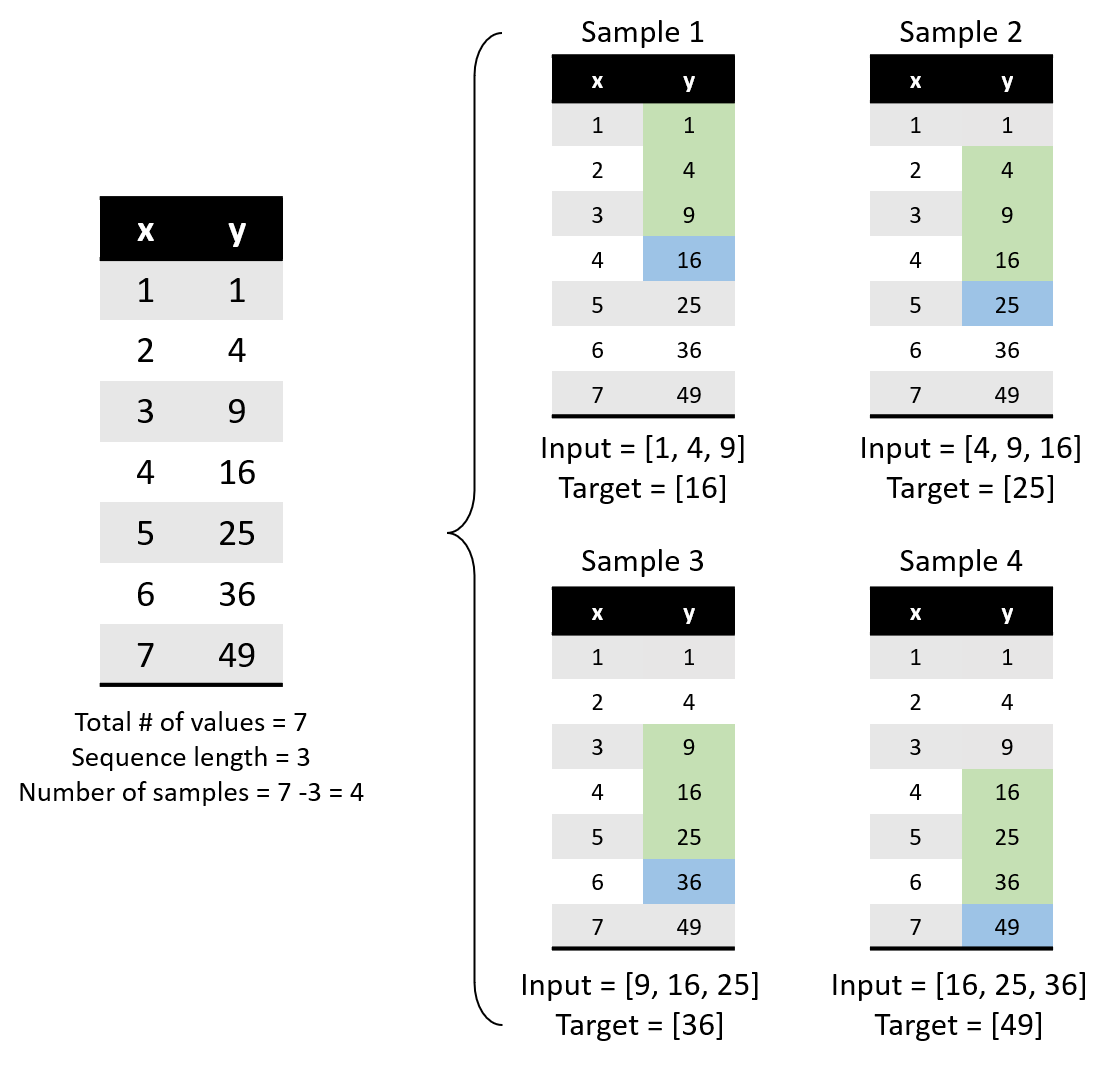 x y
1 1
2 4
3 9
4 16
5 25
6 36
7 49
Total # of values = 7
Sequence length = 3
Number of samples = 7 -3 = 4
Sample 1
x y
1 1
2 4
3 9
4 16
5 25
6 36
7 49
Input = [1, 4, 9]
Target = [16]
Sample 2
x y
1 1
2 4
3 9
4 16
5 25
6 36
7 49
Input = [4, 9, 16]
Target = [25]
Sample 3
x y
1 1
2 4
3 9
4 16
5 25
6 36
7 49
Input = [9, 16, 25]
Target = [36]
Sample 4
x y
1 1
2 4
3 9
4 16
5 25
6 36
7 49
Input = [16, 25, 36]
Target = [49]